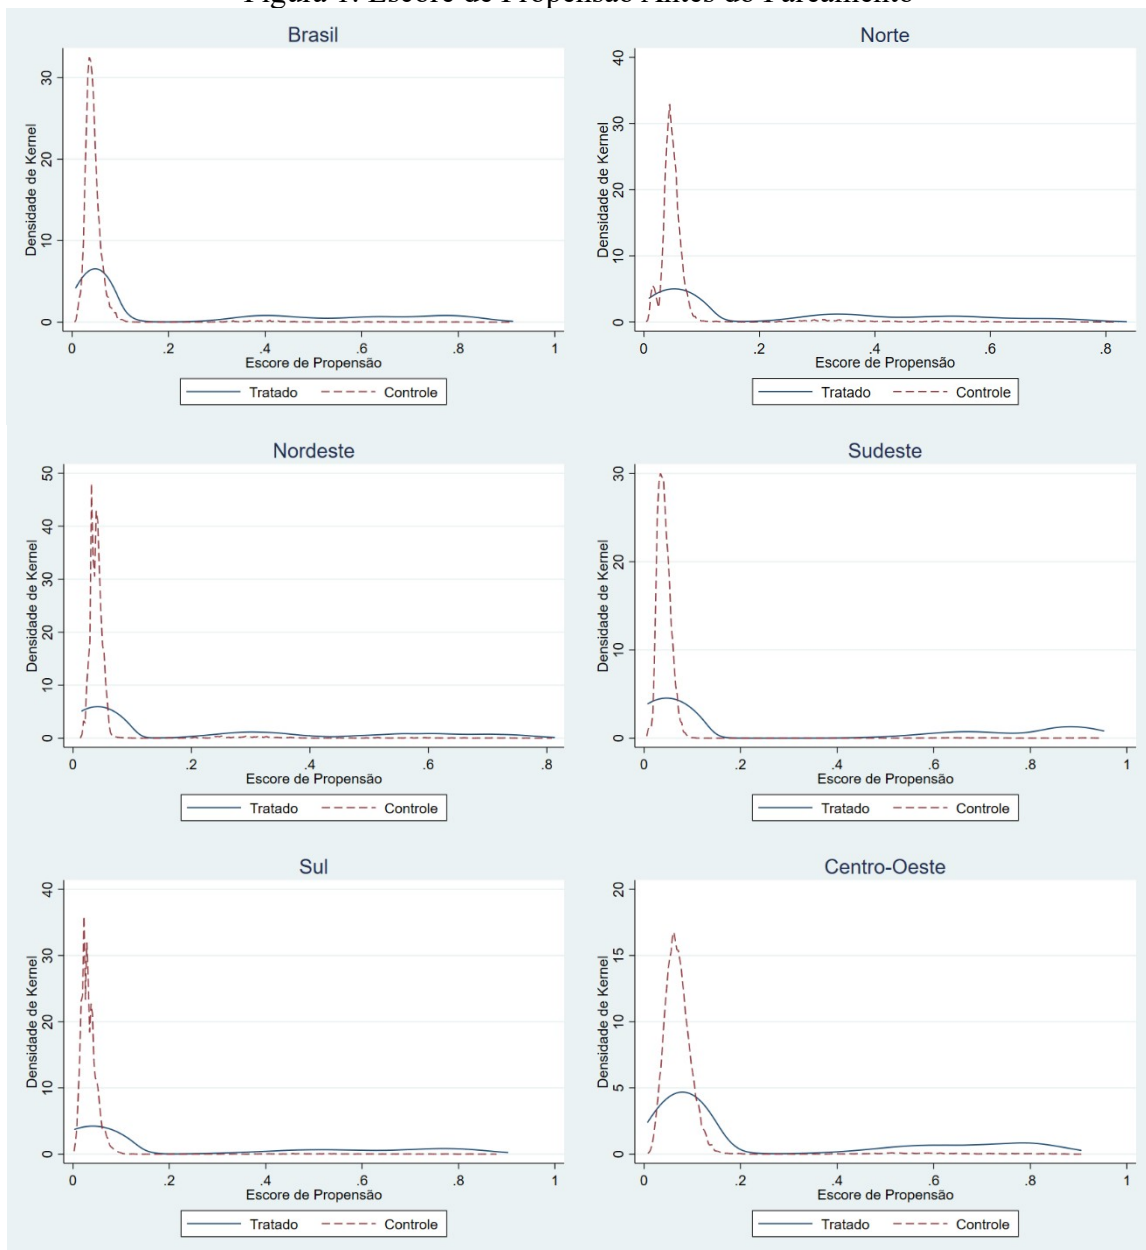 Figura 1: Escore de Propensão Antes do Pareamento
Brasil
Densidade de Kernel
30
20
10
0
0 .2 .4 .6 .8 1
Escore de Propensão
Tratado Controle
Norte
Densidade de Kernel
40
30
20
10
0
0 .2 .4 .6 .8
Escore de Propensão
Tratado Controle
Nordeste
Densidade de Kernel
50
40
30
20
10
0
0 .2 .4 .6 .8
Escore de Propensão
Tratado Controle
Sudeste
Densidade de Kernel
30
20
10
0
0 .2 .4 .6 .8 1
Escore de Propensão
Tratado Controle
Sul
Densidade de Kernel
40
30
20
10
0
0 .2 .4 .6 .8 1
Escore de Propensão
Tratado Controle
Centro-Oeste
Densidade de Kernel
20
15
10
5
0
0 .2 .4 .6 .8 1
Escore de Propensão
Tratado Controle